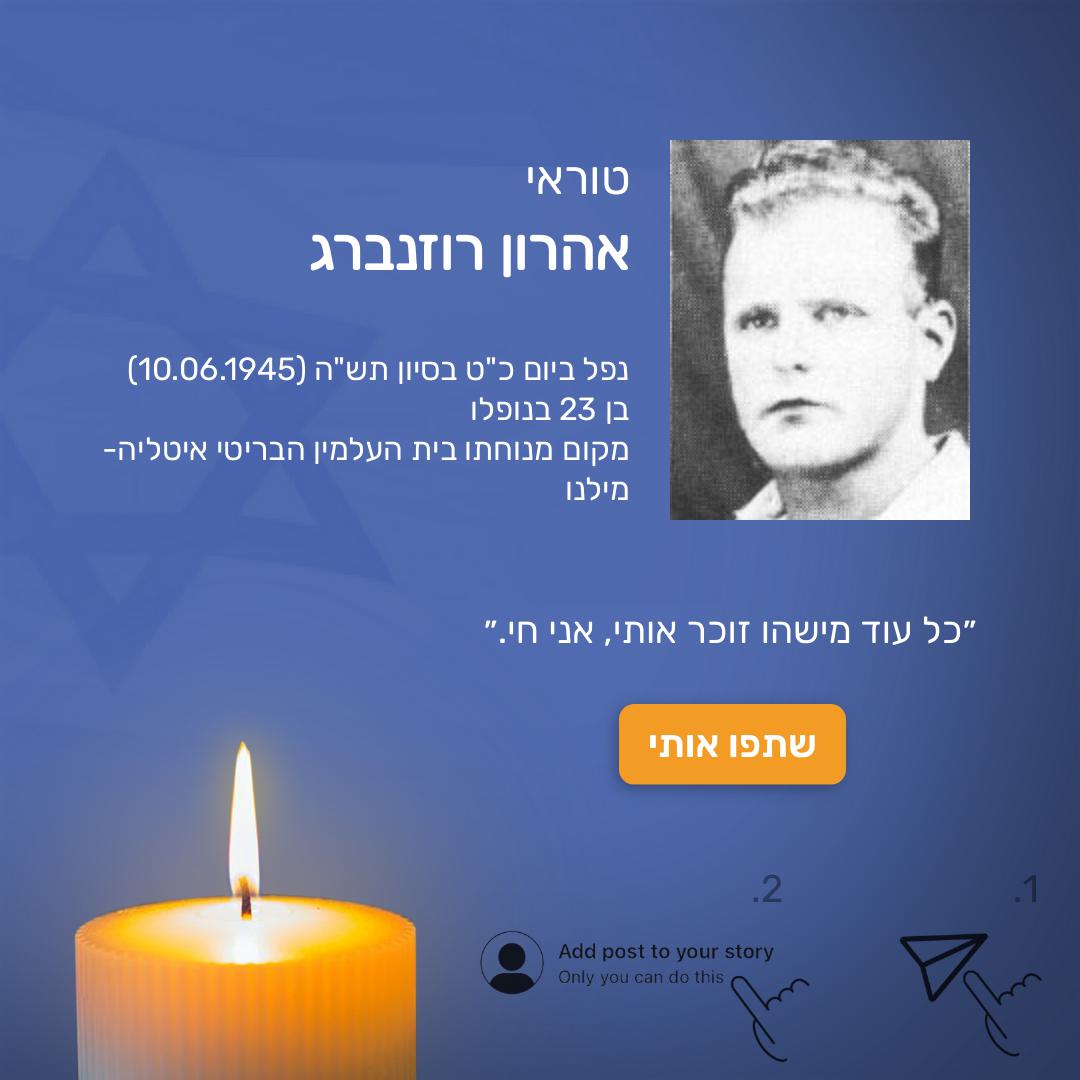 טוראי
אהרון רוזנברג
נפל ביום כ"ט בסיון תש"ה (10.06.1945)
בן 23 בנופלו
מקום מנוחתו בית העלמין הבריטי איטליה-
מילנו
״כל עוד מישהו זוכר אותי, אני חי.״
שתפו אותי
.1
.2
Add post to your story
Only you can do this